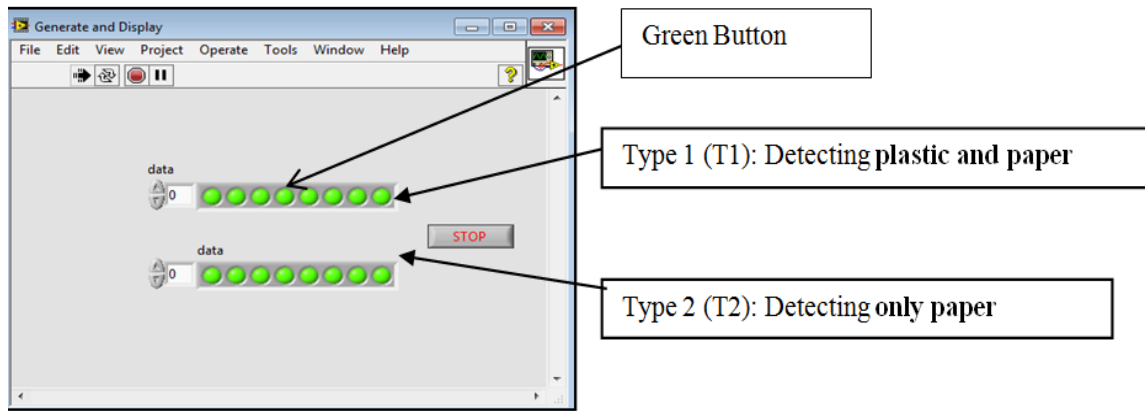 Generate and Display
File Edit View Project Operate Tools Window Help
Green Button
Type 1 (T1): Detecting plastic and paper
data
0
STOP
data
0
Type 2 (T2): Detecting only paper